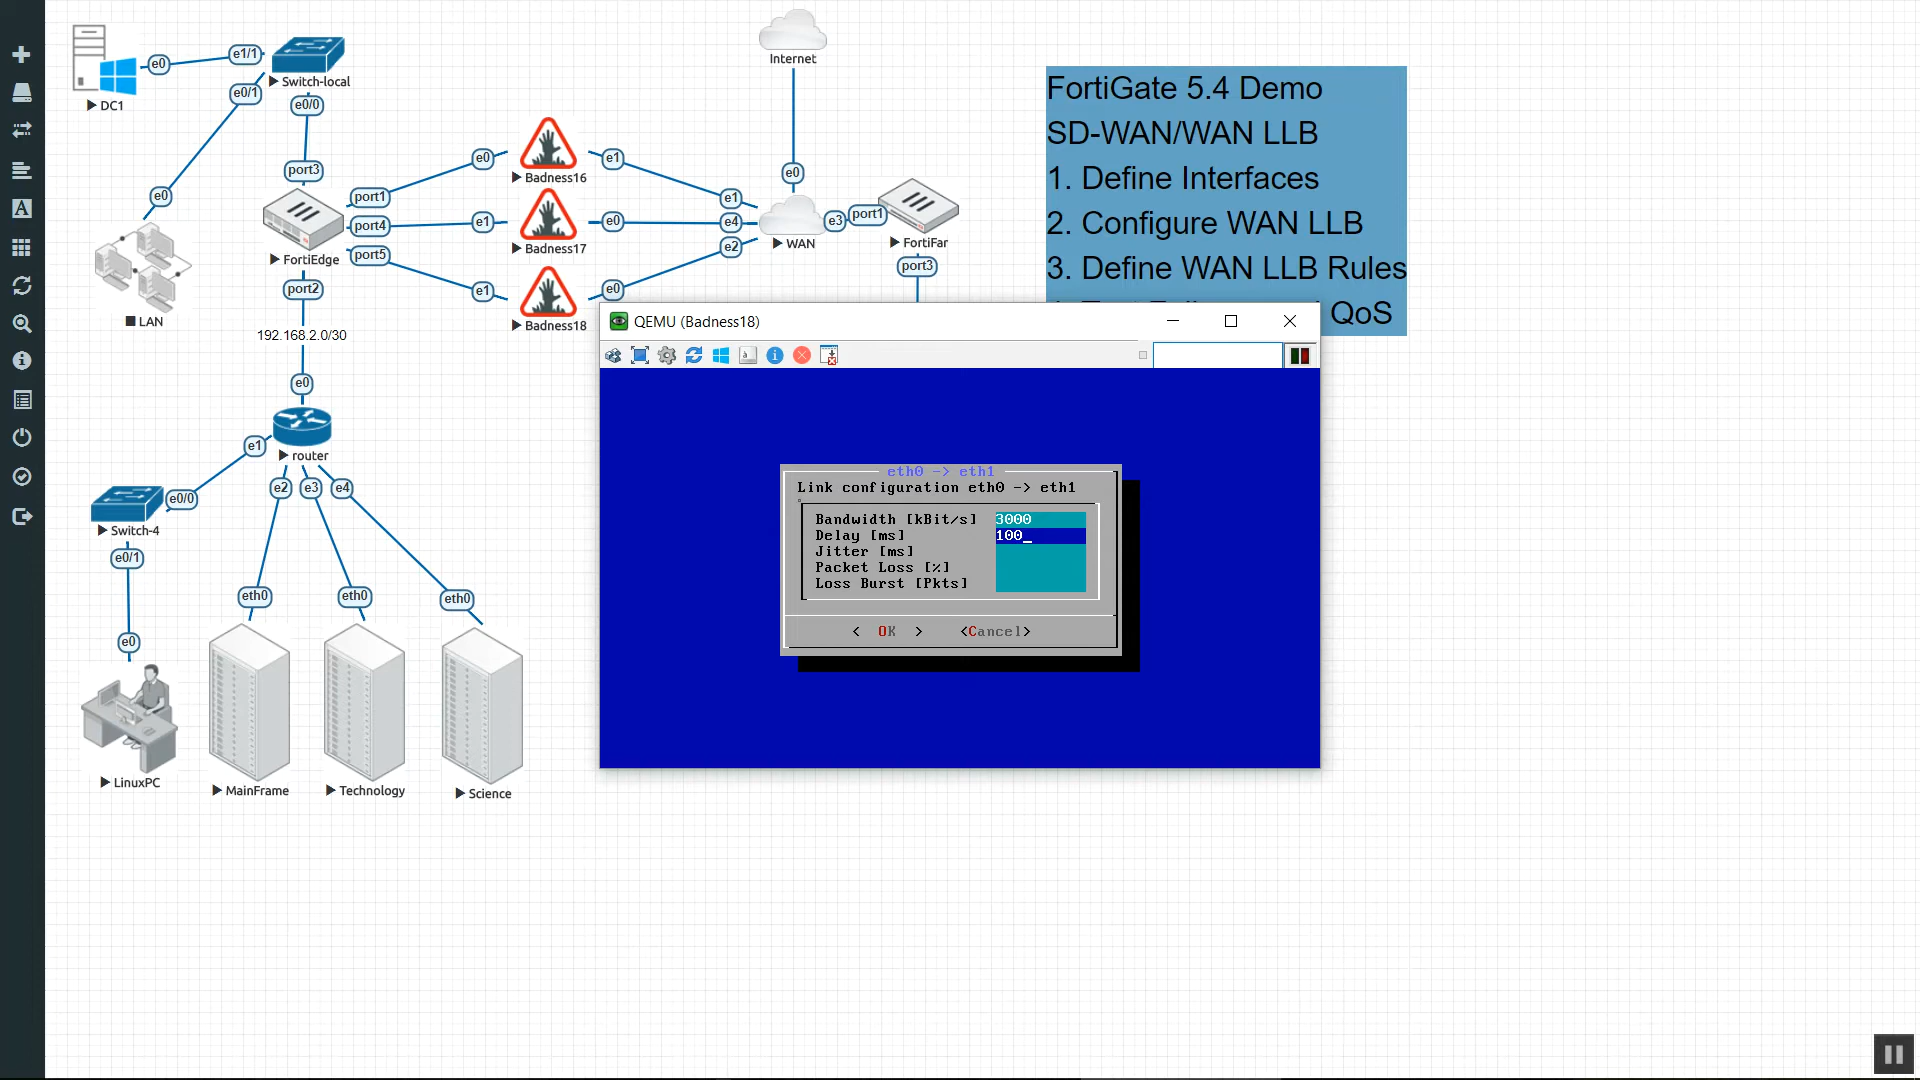 DC1
e0
e1/1
Switch-local
e0/1
e0/0
port3
e0
LAN
FortiEdge
port1
port4
port5
port2
192.168.2.0/30
e0
Badness16
e1
e1
Badness17
e0
e1
Badness18
e0
Internet
e0
e1
e4
e2
WAN
e3
port1
FortiFar
port3
FortiGate 5.4 Demo
SD-WAN/WAN LLB
1. Define Interfaces
2. Configure WAN LLB
3. Define WAN LLB Rules
QoS
e0
router
e1
e2
e3
e4
e0/0
Switch-4
e0/1
e0
LinuxPC
eth0
MainFrame
eth0
Technology
eth0
Science
QEMU (Badness18)
eth0 -> eth1
Link configuration eth0 -> eth1
Bandwidth [kBit/s] 3000
Delay [ms] 100_
Jitter [ms]
Packet Loss [%]
Loss Burst [Pkts]
< OK > <Cancel>